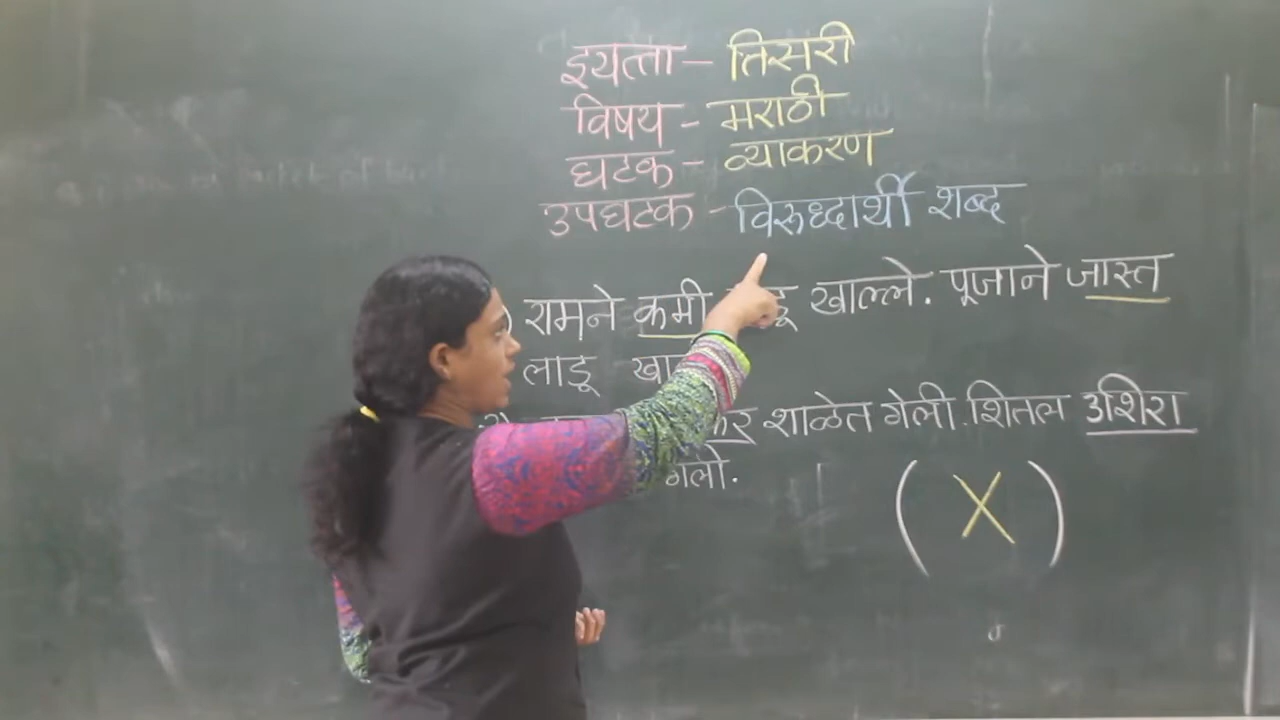 इयत्ता - तिसरी
विषय - मराठी
घटक - व्याकरण
उपघटक - विरूध्दार्थी शब्द
रामने कमी खाल्ले. पूजाने जास्त
लाडू
शाळेत गेली. शितल उशिरा
गेली.
( X )